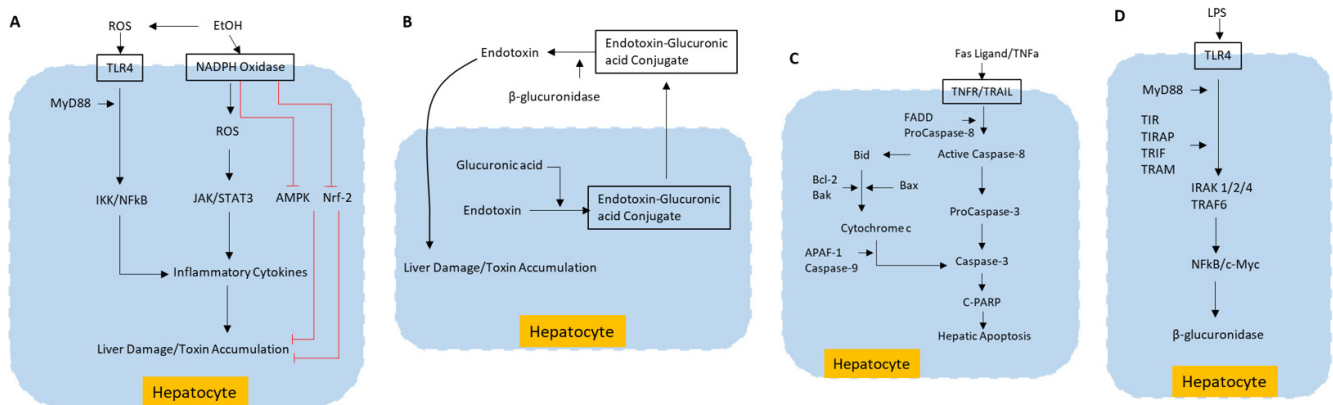 A
ROS
EtOH
TLR4
NADPH Oxidase
MyD88
ROS
IKK/NFkB
JAK/STAT3
AMPK
Nrf-2
Inflammatory Cytokines
Liver Damage/Toxin Accumulation
Hepatocyte
B
Endotoxin
Endotoxin-Glucuronic
acid Conjugate
β-glucuronidase
Glucuronic acid
Endotoxin
Endotoxin-Glucuronic
acid Conjugate
Liver Damage/Toxin Accumulation
Hepatocyte
C
Fas Ligand/TNFa
TNFR/TRAIL
FADD
ProCaspase-8
Bid
Active Caspase-8
Bcl-2
Bak
Bax
ProCaspase-3
Cytochrome c
APAF-1
Caspase-9
Caspase-3
C-PARP
Hepatic Apoptosis
Hepatocyte
D
LPS
TLR4
MyD88
TIR
TIRAP
TRIF
TRAM
IRAK 1/2/4
TRAF6
NFkB/c-Myc
β-glucuronidase
Hepatocyte